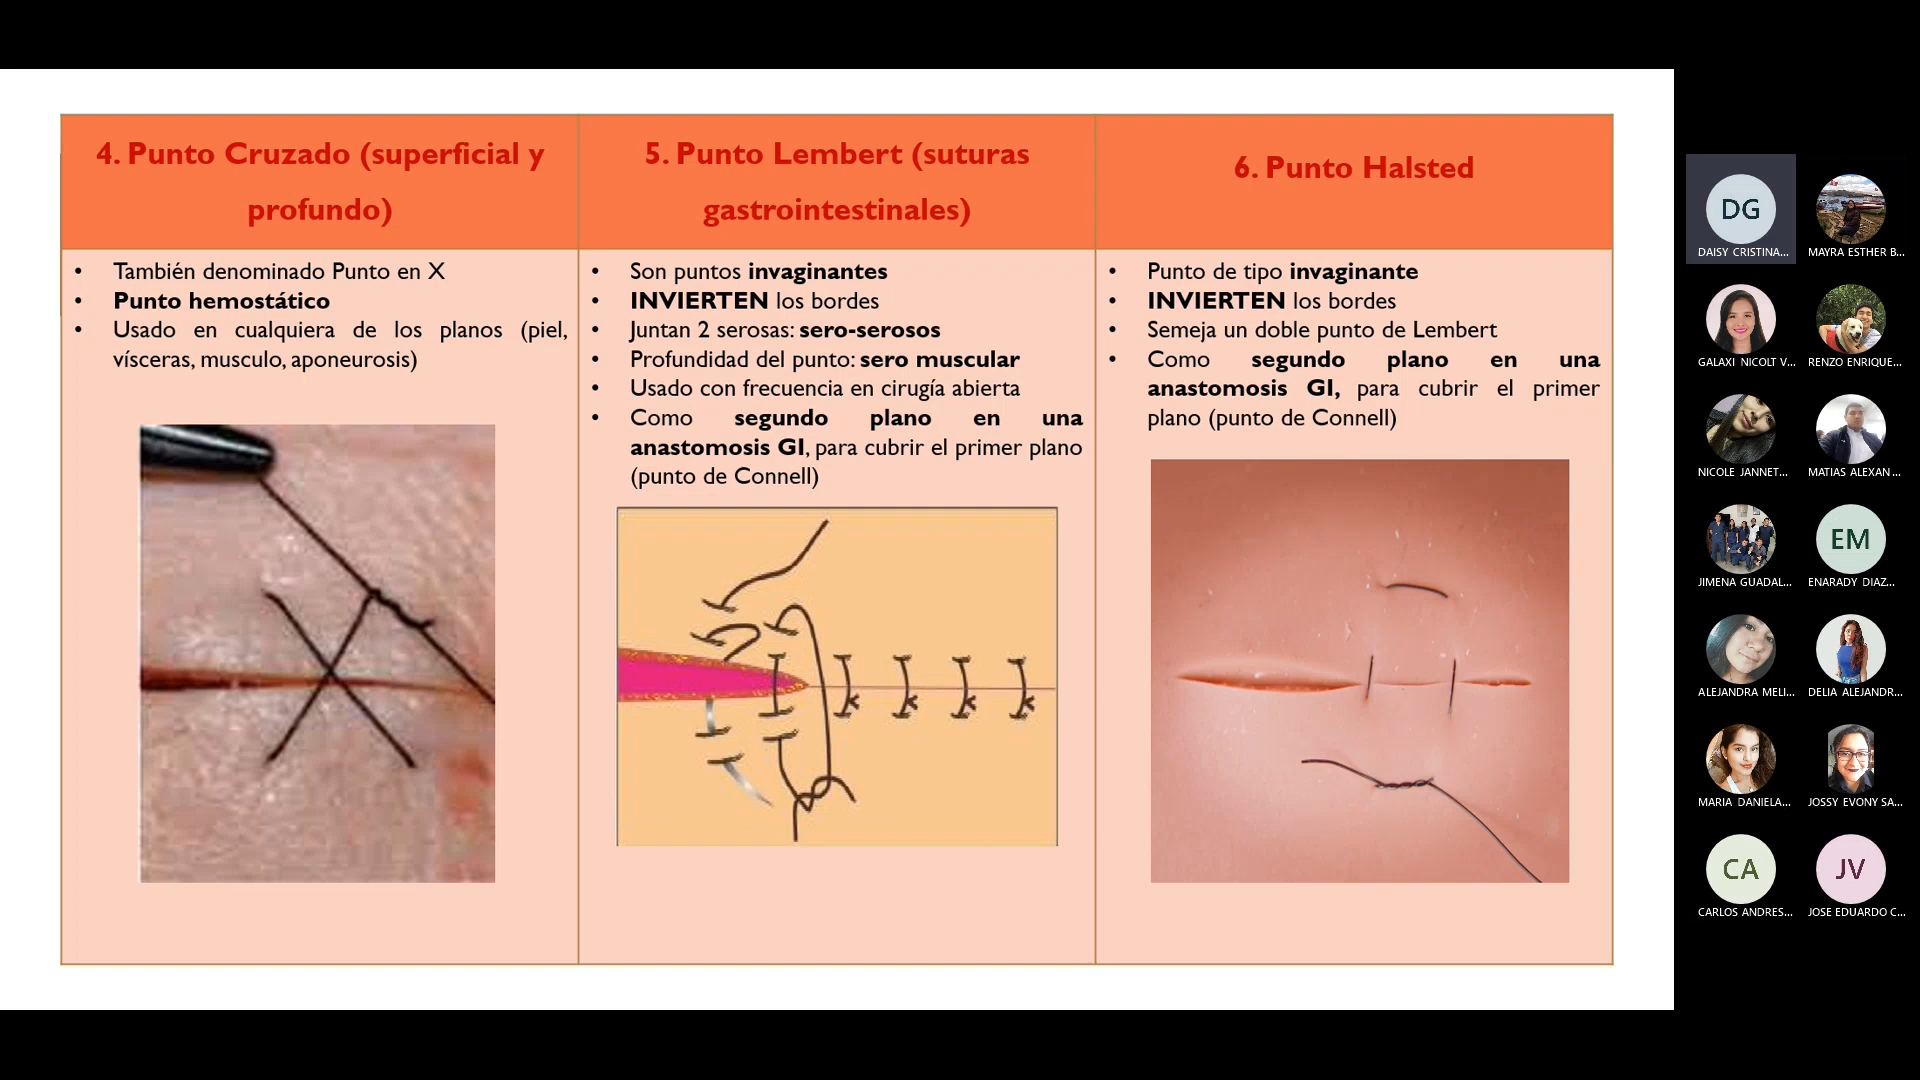 4. Punto Cruzado (superficial y
profundo)
5. Punto Lembert (suturas
gastrointestinales)
6. Punto Halsted
• También denominado Punto en X
• Punto hemostático
• Usado en cualquiera de los planos (piel,
vísceras, musculo, aponeurosis)
• Son puntos invaginantes
• INVIERTEN los bordes
• Juntan 2 serosas: sero-serosos
• Profundidad del punto: sero muscular
• Usado con frecuencia en cirugía abierta
• Como segundo plano en una
anastomosis GI, para cubrir el primer plano
(punto de Connell)
• Punto de tipo invaginante
• INVIERTEN los bordes
• Semeja un doble punto de Lembert
• Como segundo plano en una
anastomosis GI, para cubrir el primer
plano (punto de Connell)
DG
DAISY CRISTINA...
MAYRA ESTHER B...
GALAXI NICOLT V...
RENZO ENRIQUE...
NICOLE JANNET...
MATIAS ALEXAN...
JIMENA GUADAL...
EM
ENARADY DIAZ...
ALEJANDRA MELI...
DELIA ALEJANDR...
MARIA DANIELA...
JOSSY EVONY SA...
CA
CARLOS ANDRES...
JV
JOSE EDUARDO C...